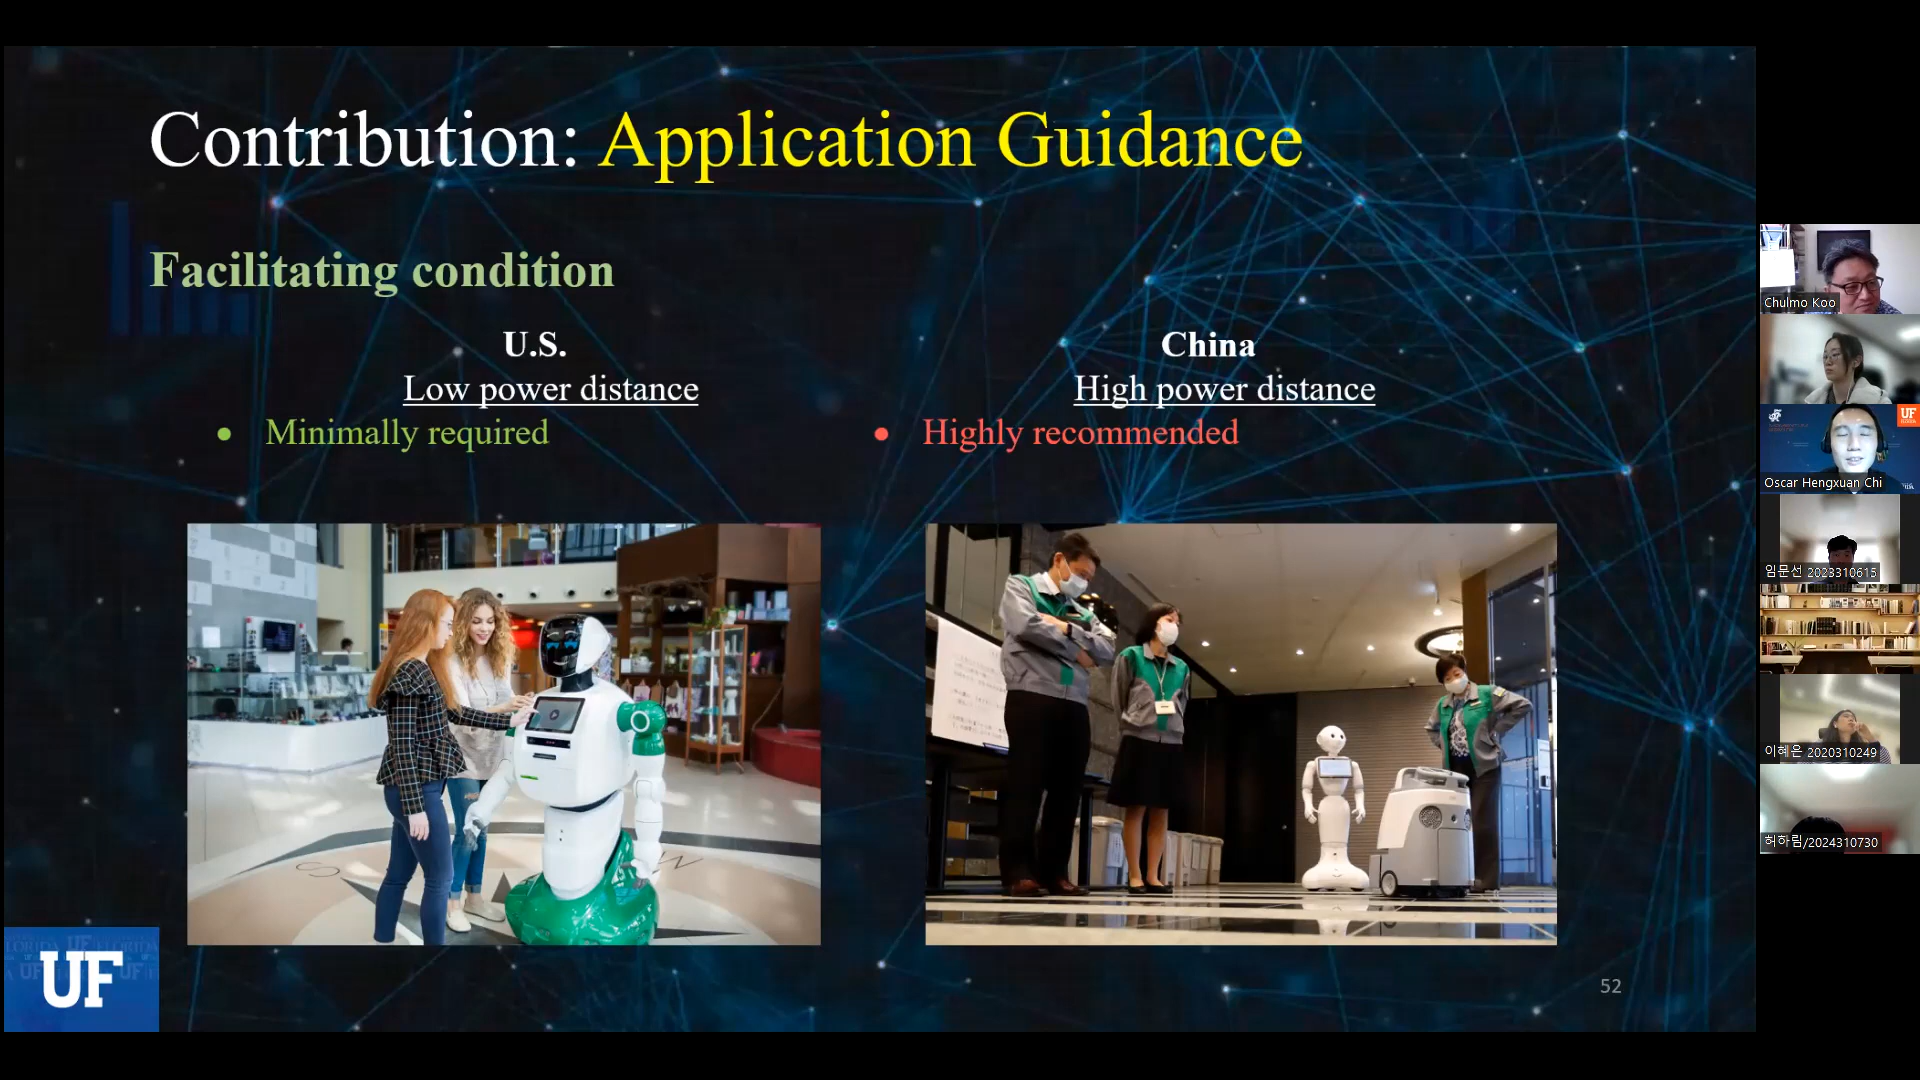 Contribution: Application Guidance
Facilitating condition
U.S.
Low power distance
• Minimally required
China
High power distance
• Highly recommended
52
UF
Chulmo Koo
UF
Oscar Hengxuan Chi
임문선 2023310615
이혜은 2020310249
허하림/2024310730